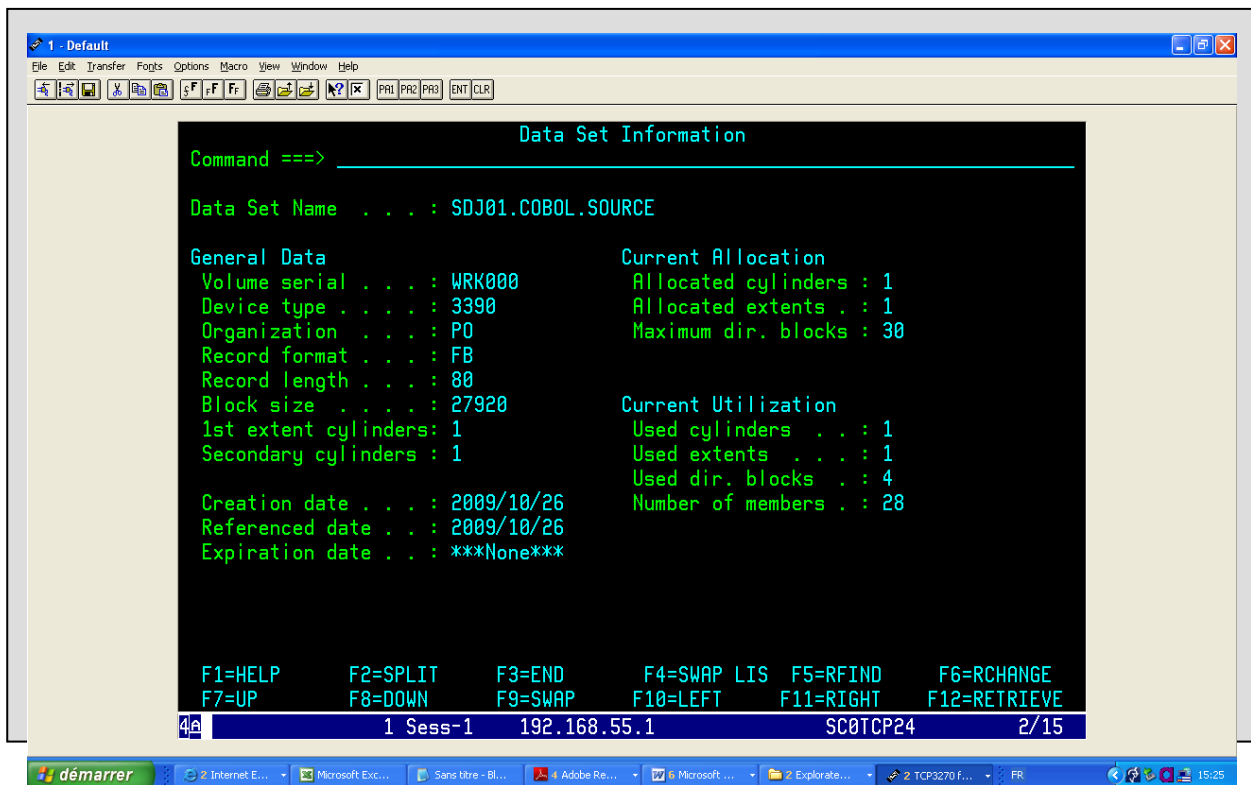 1 - Default
File Edit Transfer Fonts Options Macro View Window Help
PA1 PA2 PA3 ENT CLR
Data Set Information
Command ===>
Data Set Name . . . : SDJ01.COBOL.SOURCE
General Data Current Allocation
Volume serial . . . : WRK000 Allocated cylinders : 1
Device type . . . . : 3390 Allocated extents . : 1
Organization . . . : PO Maximum dir. blocks : 30
Record format . . . : FB
Record length . . . : 80
Block size . . . . : 27920 Current Utilization
1st extent cylinders: 1 Used cylinders . . : 1
Secondary cylinders : 1 Used extents . . . : 1
Used dir. blocks . : 4
Creation date . . . : 2009/10/26 Number of members . : 28
Referenced date . . : 2009/10/26
Expiration date . . : ***None***
F1=HELP F2=SPLIT F3=END F4=SWAP LIS F5=RFIND F6=RCHANGE
F7=UP F8=DOWN F9=SWAP F10=LEFT F11=RIGHT F12=RETRIEVE
4A 1 Sess-1 192.168.55.1 SC0TCP24 2/15
démarrer 2 Internet E... Microsoft Exc... Sans titre - Bl... 4 Adobe Re... 6 Microsoft ... 2 Explorate... 2 TCP3270 f... FR 15:25